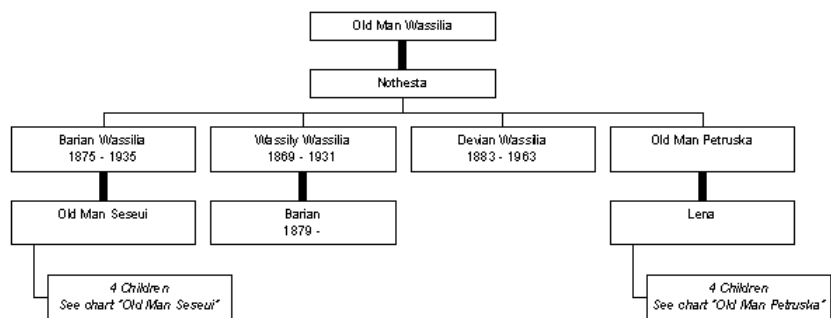 Old Man Wassilia
Nothesta
Barian Wassilia
1875 - 1935
Wassily Wassilia
1869 - 1931
Devian Wassilia
1883 - 1963
Old Man Petruska
Old Man Seseui
Barian
1879 -
Lena
4 Children
See chart "Old Man Seseui"
4 Children
See chart "Old Man Petruska"